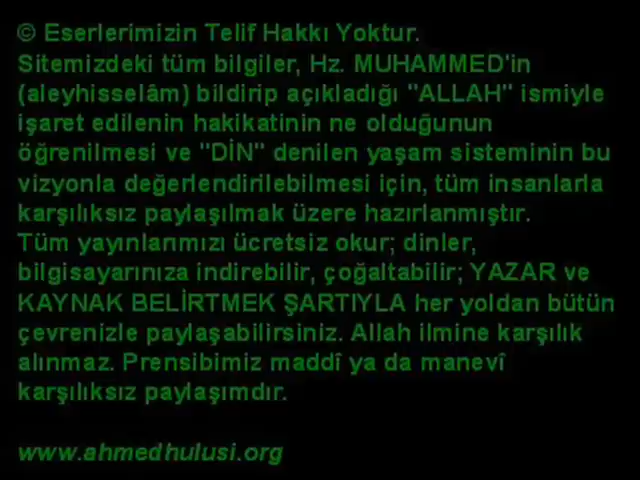 © Eserlerimizin Telif Hakkı Yoktur.
Sitemizdeki tüm bilgiler, Hz. MUHAMMED'in
(aleyhisselâm) bildirip açıkladığı "ALLAH" ismiyle
işaret edilenin hakikatinin ne olduğunun
öğrenilmesi ve "DİN" denilen yaşam sisteminin bu
vizyonla değerlendirilebilmesi için, tüm insanlarla
karşılıksız paylaşılmak üzere hazırlanmıştır.
Tüm yayınlarımızı ücretsiz okur; dinler,
bilgisayarınıza indirebilir, çoğaltabilir; YAZAR ve
KAYNAK BELİRTMEK ŞARTIYLA her yoldan bütün
çevrenizle paylaşabilirsiniz. Allah ilmine karşılık
alınmaz. Prensibimiz maddî ya da manevî
karşılıksız paylaşımdır.
www.ahmedhulusi.org